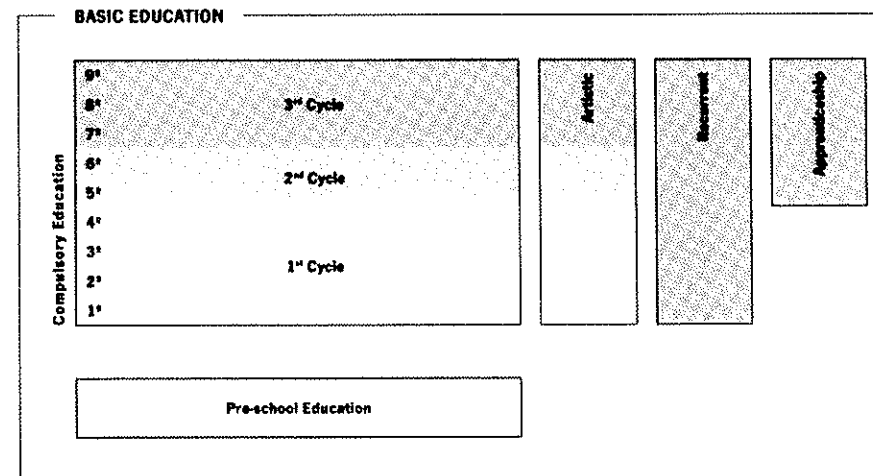 BASIC EDUCATION
Compulsory Education
9º
8º
7º
6º
5º
4º
3º
2º
1º
3rd Cycle
2nd Cycle
1st Cycle
Artistic
Recurrent
Apprenticeship
Pre-school Education